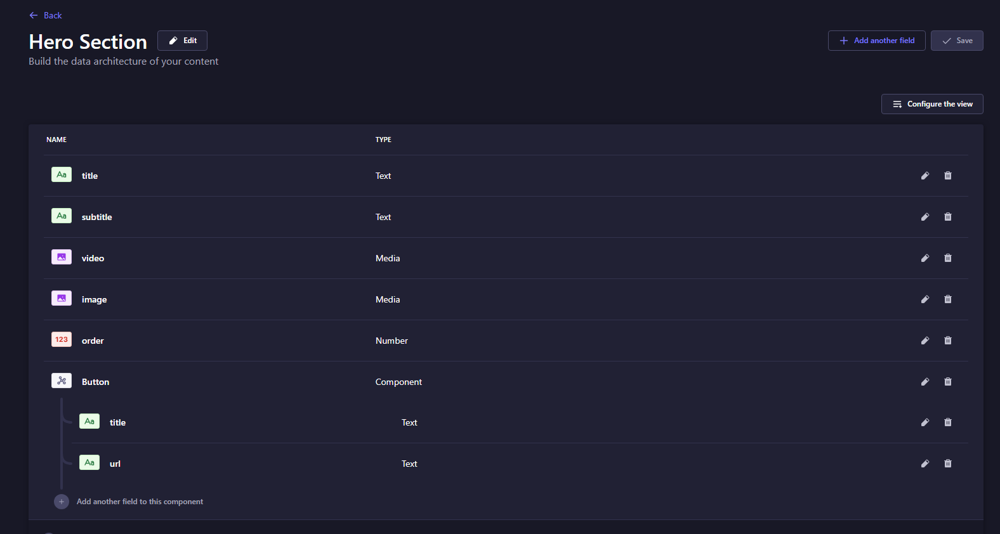 Back
Hero Section
Edit
Add another field
Save
Build the data architecture of your content
Configure the view
NAME TYPE
Aa title Text
Aa subtitle Text
video Media
image Media
123 order Number
Button Component
Aa title Text
Aa url Text
Add another field to this component